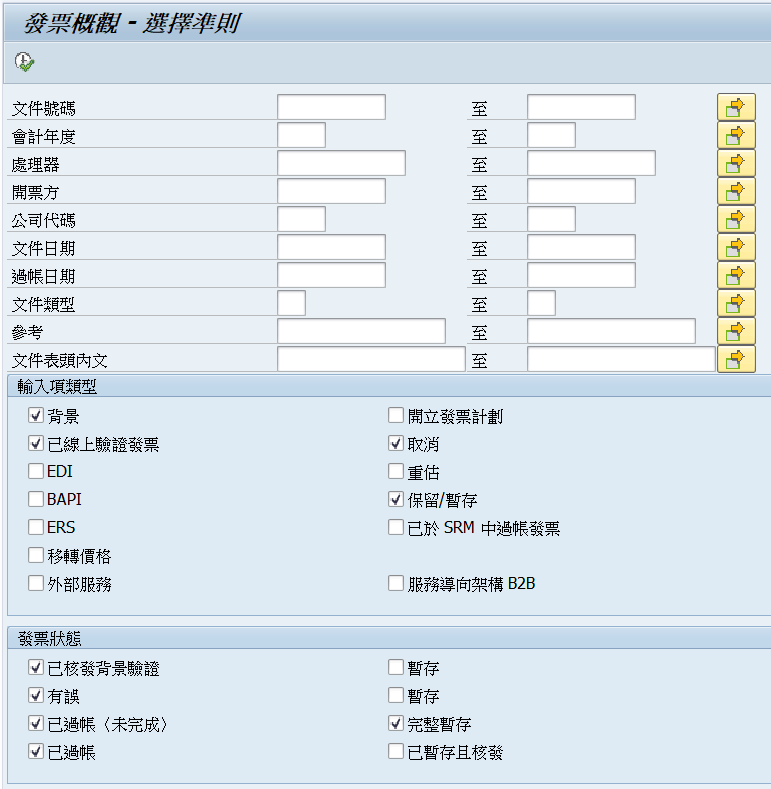 發票概觀 - 選擇準則
文件號碼 至
會計年度 至
處理器 至
開票方 至
公司代碼 至
文件日期 至
過帳日期 至
文件類型 至
參考 至
文件表頭內文 至
輸入項類型
背景 開立發票計劃
已線上驗證發票 取消
EDI 重估
BAPI 保留/暫存
ERS 已於 SRM 中過帳發票
移轉價格
外部服務 服務導向架構 B2B
發票狀態
已核發背景驗證 暫存
有誤 暫存
已過帳〈未完成〉 完整暫存
已過帳 已暫存且核發